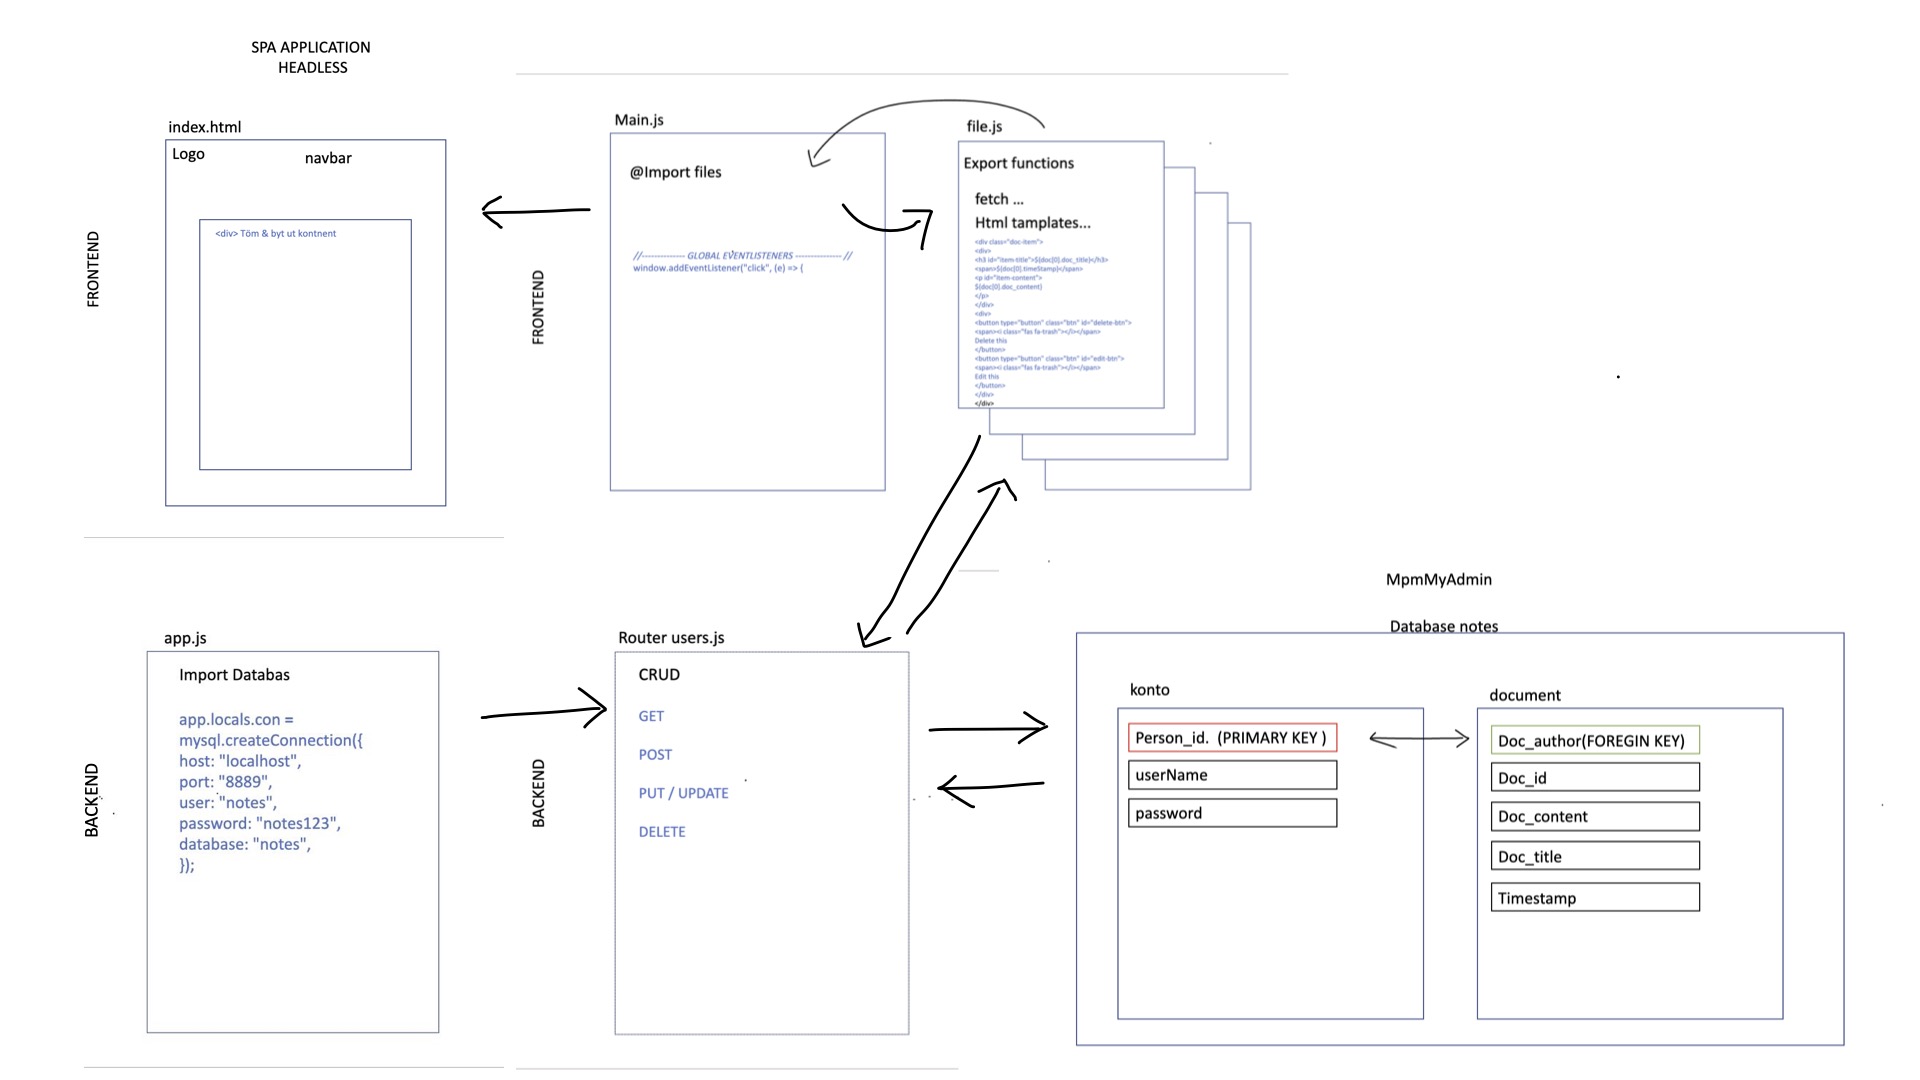 SPA APPLICATION
HEADLESS
index.html
Logo
navbar
<div> Töm & byt ut kontnent
FRONTEND
Main.js
@Import files
//------------- GLOBAL EVENTLISTENERS -------------- //
window.addEventListener("click", (e) => {
FRONTEND
file.js
Export functions
fetch ...
Html tamplates...
<div class="doc-item">
<div>
<h3 id="item-title">${doc[0].doc_title}</h3>
<span>${doc[0].timeStamp}</span>
<p id="item-content">
${doc[0].doc_content}
</p>
</div>
<div>
<button type="button" class="btn" id="delete-btn">
<span><i class="fas fa-trash"></i></span>
Delete this
</button>
<button type="button" class="btn" id="edit-btn">
<span><i class="fas fa-trash"></i></span>
Edit this
</button>
</div>
</div>
app.js
Import Databas
app.locals.con =
mysql.createConnection({
host: "localhost",
port: "8889",
user: "notes",
password: "notes123",
database: "notes",
});
BACKEND
Router users.js
CRUD
GET
POST
PUT / UPDATE
DELETE
BACKEND
MpmMyAdmin
Database notes
konto
Person_id. (PRIMARY KEY )
userName
password
document
Doc_author(FOREGIN KEY)
Doc_id
Doc_content
Doc_title
Timestamp